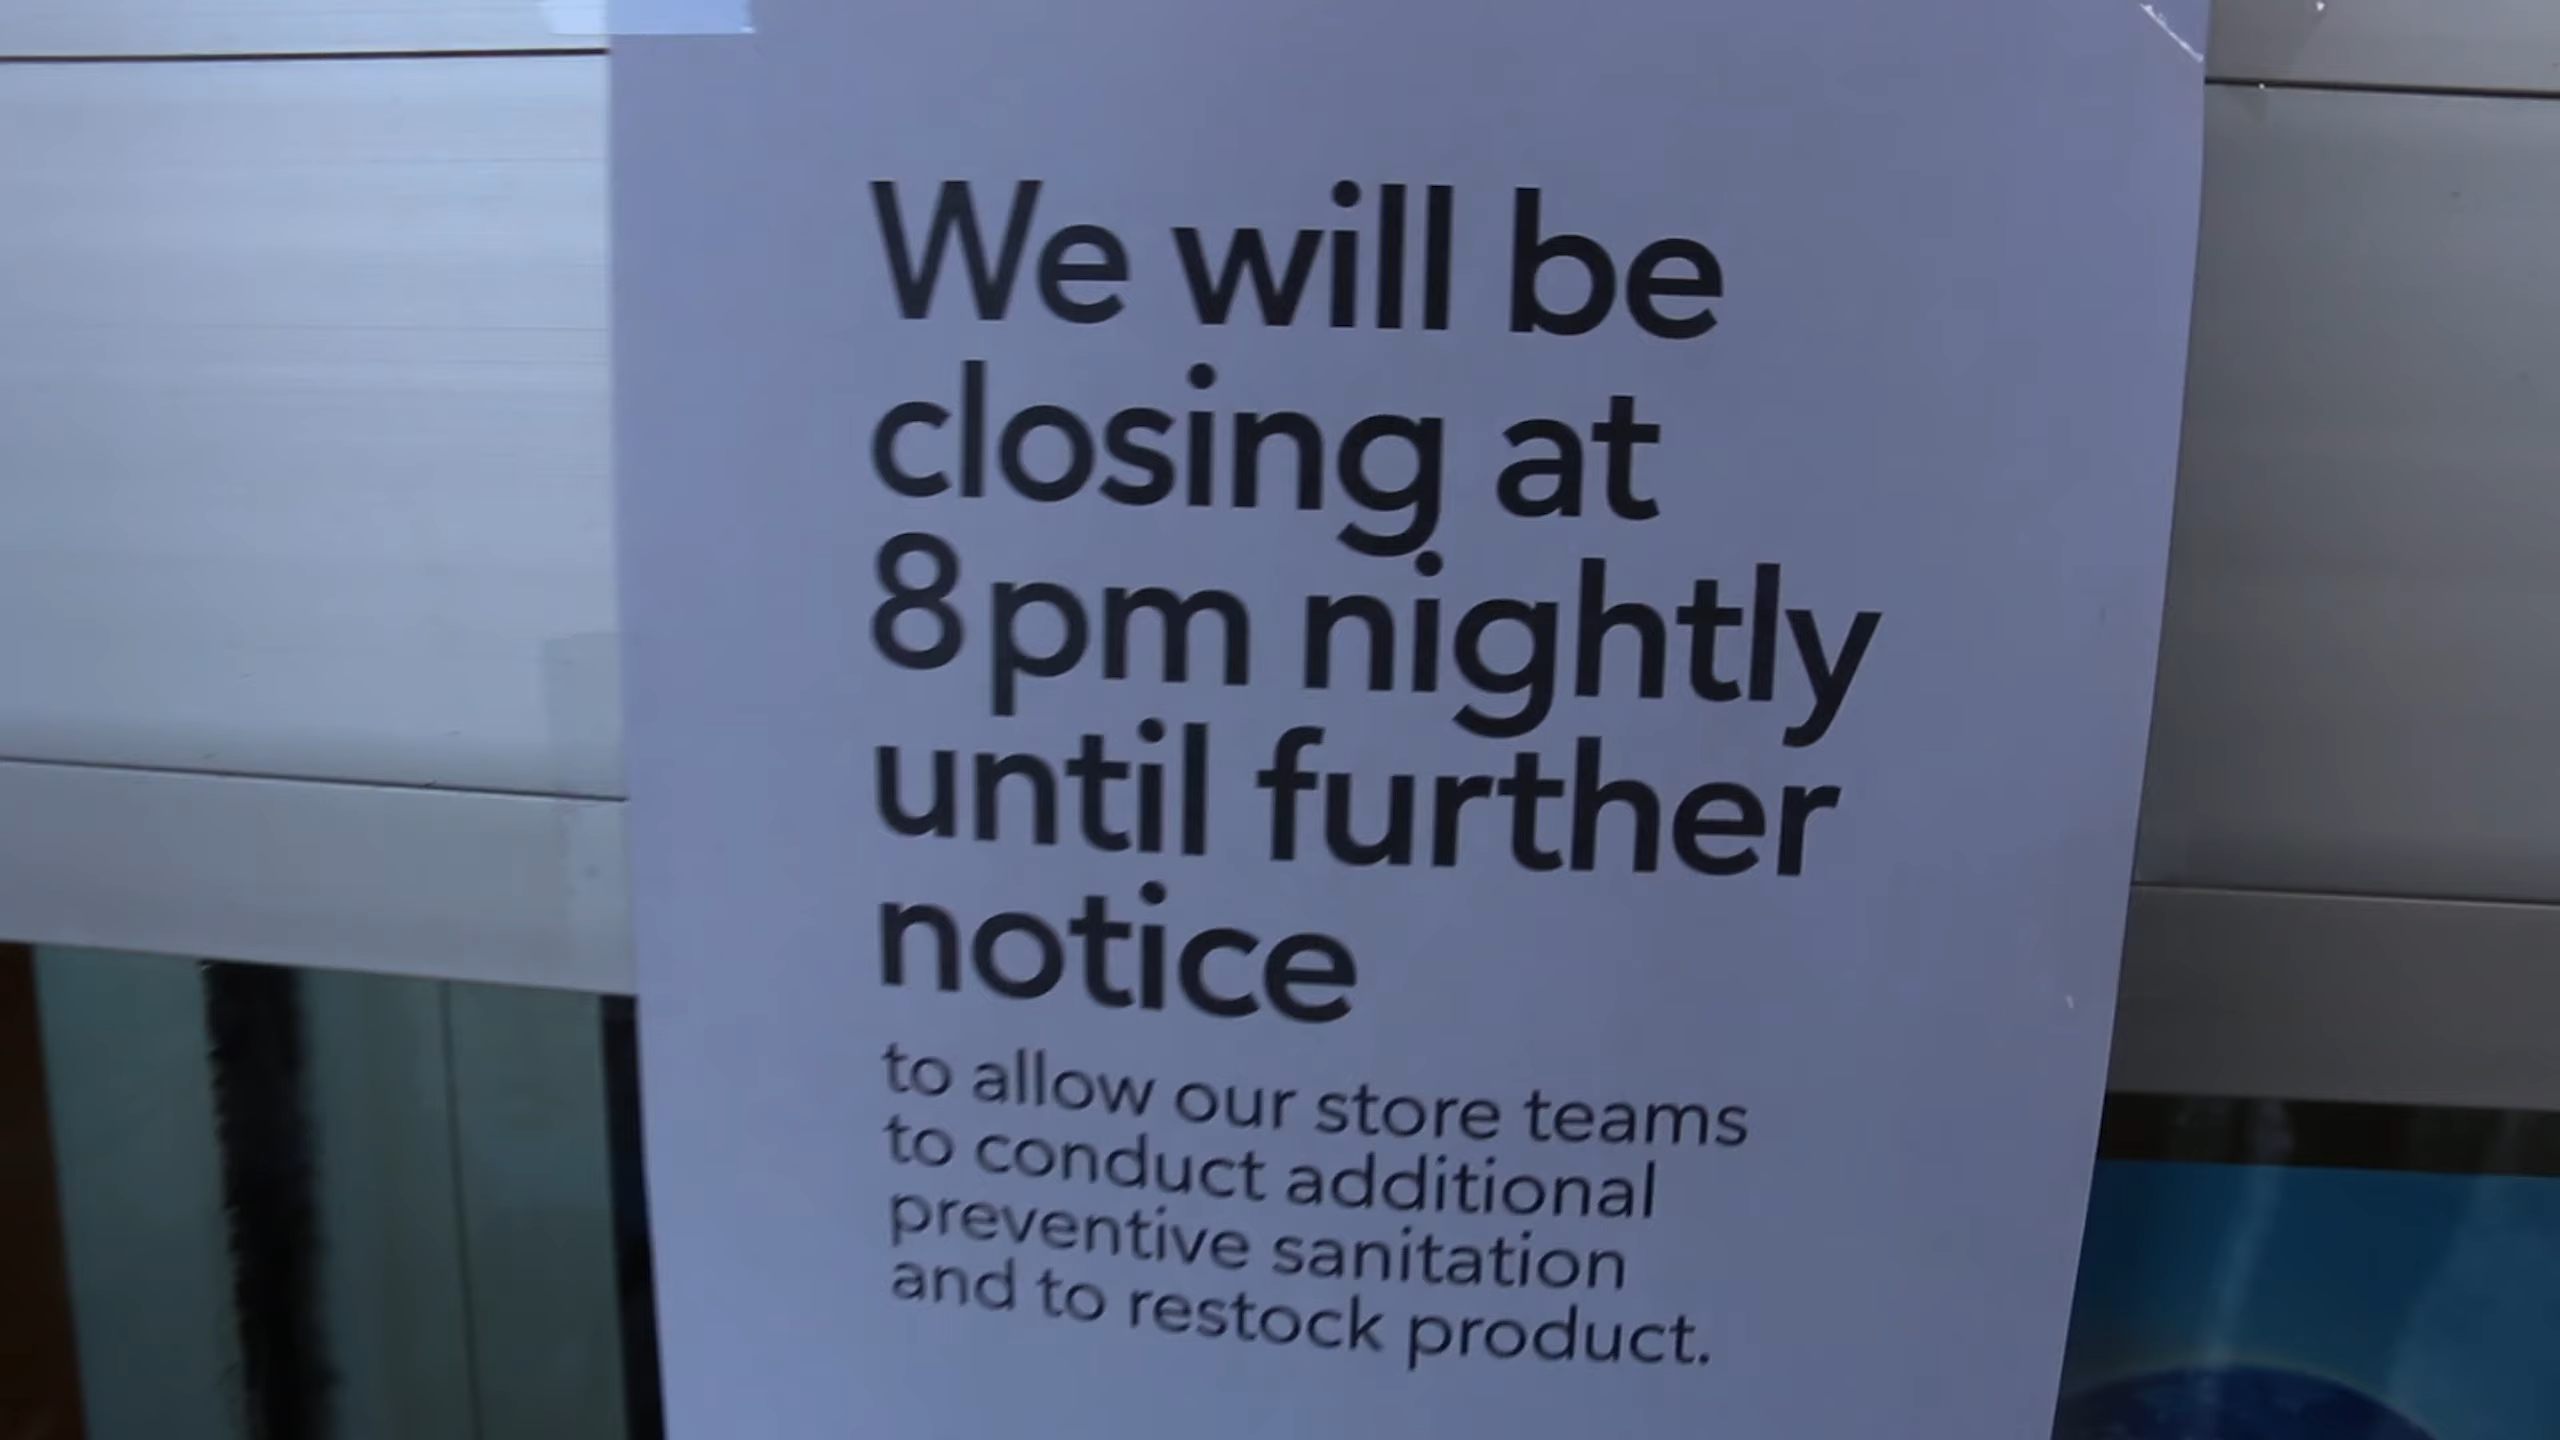 We will be
closing at
8pm nightly
until further
notice
to allow our store teams
to conduct additional
preventive sanitation
and to restock product.